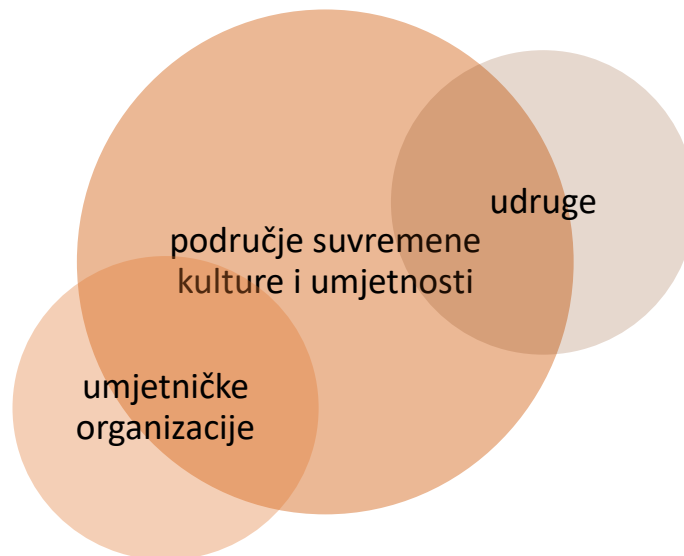 udruge
područje suvremene
kulture i umjetnosti
umjetničke
organizacije